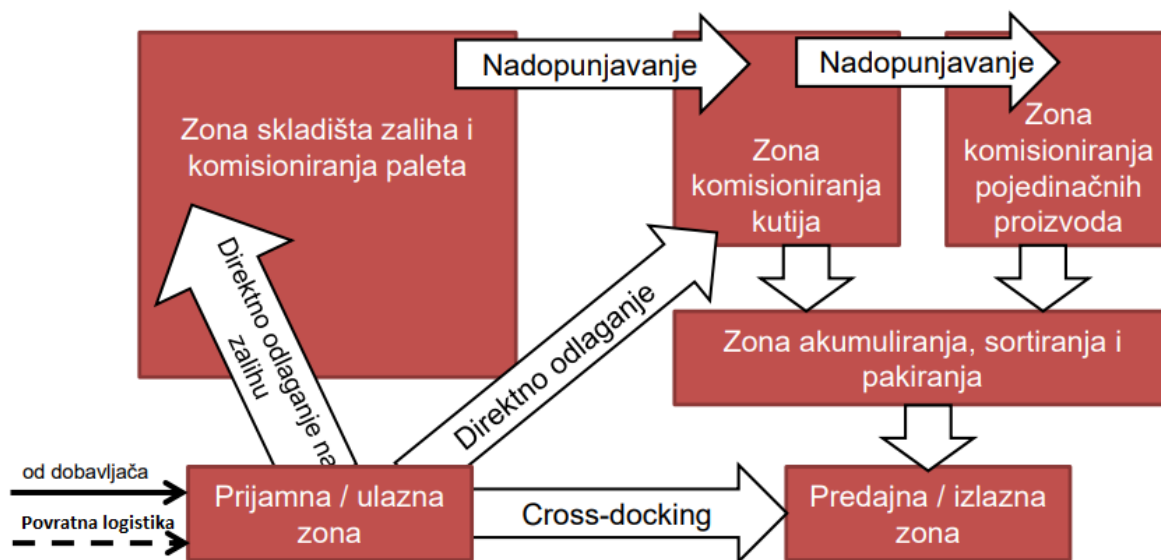 Nadopunjavanje
Nadopunjavanje
Zona skladišta zaliha i
komisioniranja paleta
Zona
komisioniranja
kutija
Zona
komisioniranja
pojedinačnih
proizvoda
Direktno odlaganje na
zalihu
Direktno odlaganje
Zona akumuliranja, sortiranja i
pakiranja
od dobavljača
Povratna logistika
Prijamna / ulazna
zona
Cross-docking
Predajna / izlazna
zona